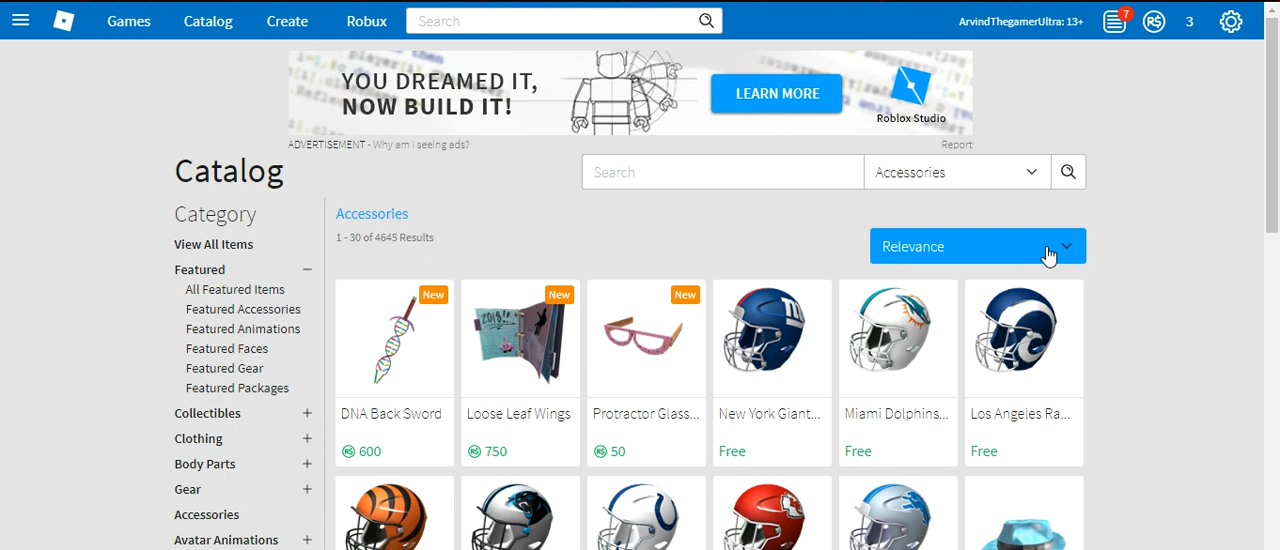 Games Catalog Create Robux Search ArvindThegamerUltra: 13+ 7 R$ 3
YOU DREAMED IT,
NOW BUILD IT!
LEARN MORE
Roblox Studio
ADVERTISEMENT - Why am I seeing ads? Report
Catalog
Search Accessories
Category
View All Items
Featured −
All Featured Items
Featured Accessories
Featured Animations
Featured Faces
Featured Gear
Featured Packages
Collectibles +
Clothing +
Body Parts +
Gear +
Accessories
Avatar Animations +
Accessories
1 - 30 of 4645 Results
Relevance
New New New
2018!!
DNA Back Sword Loose Leaf Wings Protractor Glass... New York Giant... Miami Dolphins... Los Angeles Ra...
R$ 600 R$ 750 R$ 50 Free Free Free